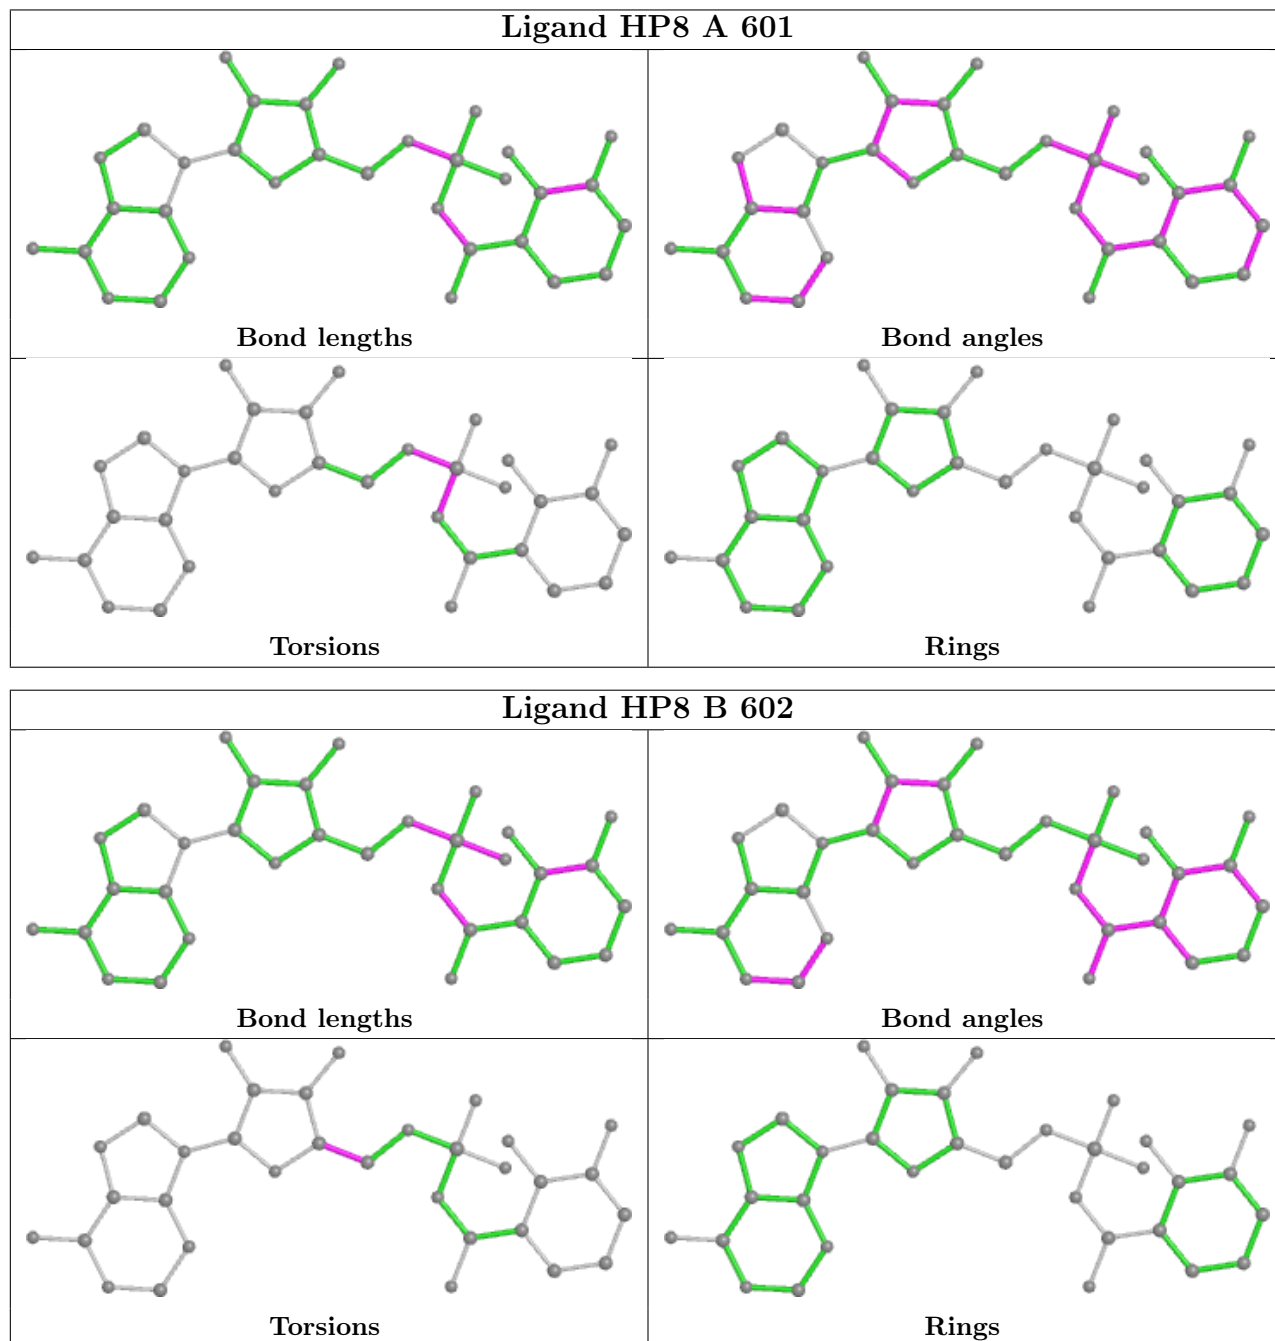 Ligand HP8 A 601
Bond lengths
Bond angles
Torsions
Rings
Ligand HP8 B 602
Bond lengths
Bond angles
Torsions
Rings